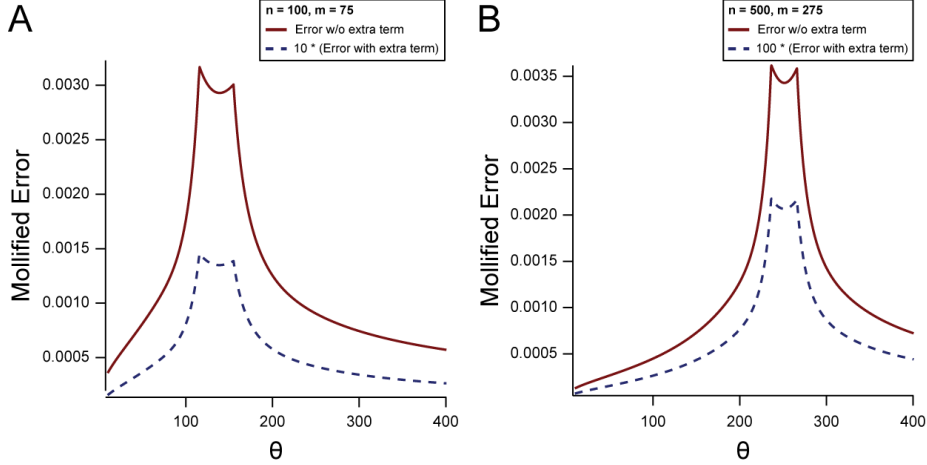 A
n = 100, m = 75
Error w/o extra term
10 * (Error with extra term)
Mollified Error
0.0030
0.0025
0.0020
0.0015
0.0010
0.0005
100
200
300
400
θ
B
n = 500, m = 275
Error w/o extra term
100 * (Error with extra term)
Mollified Error
0.0035
0.0030
0.0025
0.0020
0.0015
0.0010
0.0005
100
200
300
400
θ